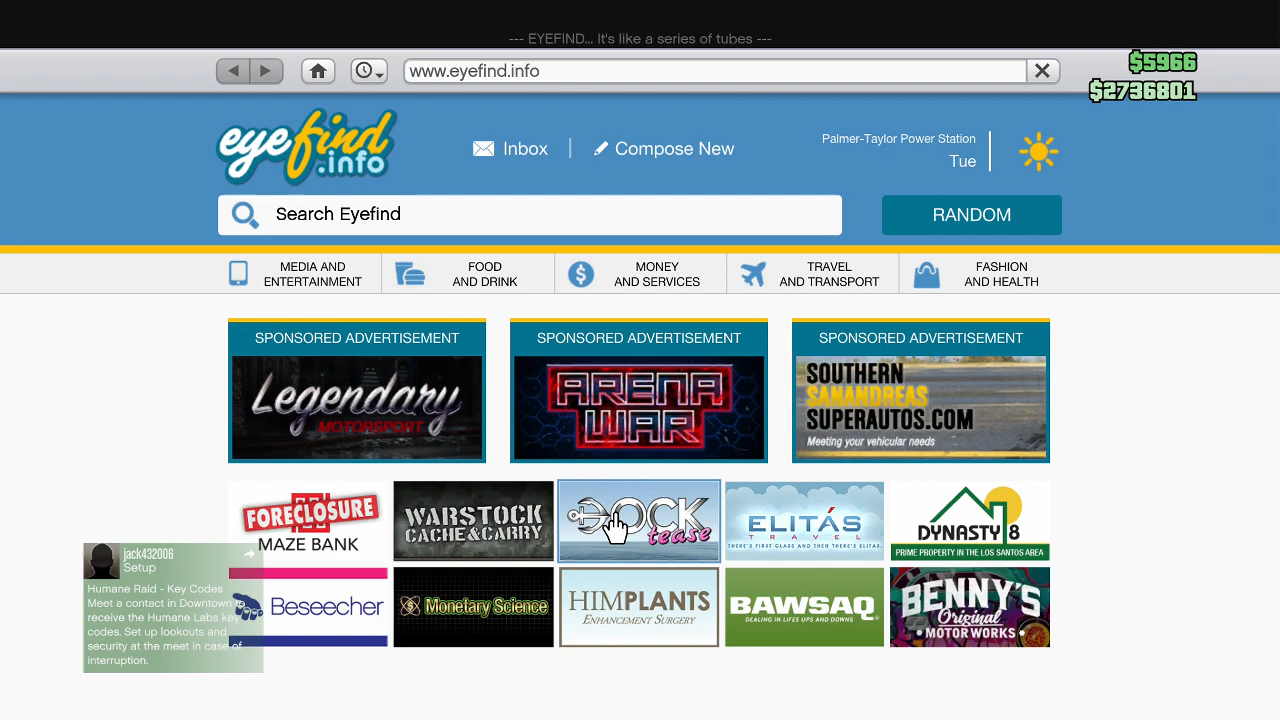 --- EYEFIND... It's like a series of tubes ---
www.eyefind.info
$5966
$2736801
eyefind
.info
Inbox
Compose New
Palmer-Taylor Power Station
Tue
Search Eyefind
RANDOM
MEDIA AND
ENTERTAINMENT
FOOD
AND DRINK
MONEY
AND SERVICES
TRAVEL
AND TRANSPORT
FASHION
AND HEALTH
SPONSORED ADVERTISEMENT
Legendary
MOTORSPORT
SPONSORED ADVERTISEMENT
ARENA
WAR
SPONSORED ADVERTISEMENT
SOUTHERN
SANANDREAS
SUPERAUTOS.COM
Meeting your vehicular needs
FORECLOSURE
MAZE BANK
WARSTOCK
CACHE&CARRY
DOCK
tease
ELITÁS
TRAVEL
THERE'S FIRST CLASS AND THEN THERE'S ELITAS
DYNASTY 8
PRIME PROPERTY IN THE LOS SANTOS AREA
Beseecher
Monetary Science
HIMPLANTS
ENHANCEMENT SURGERY
BAWSAQ
DEALING IN LIFES UPS AND DOWNS
BENNY'S
Original
MOTOR WORKS
jack432006
Setup
Humane Raid - Key Codes
Meet a contact in Downtown to
receive the Humane Labs key
codes. Set up lookouts and
security at the meet in case of
interruption.